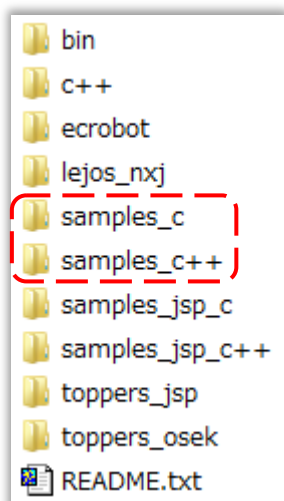 bin
c++
ecrobot
lejos_nxj
samples_c
samples_c++
samples_jsp_c
samples_jsp_c++
toppers_jsp
toppers_osek
README.txt